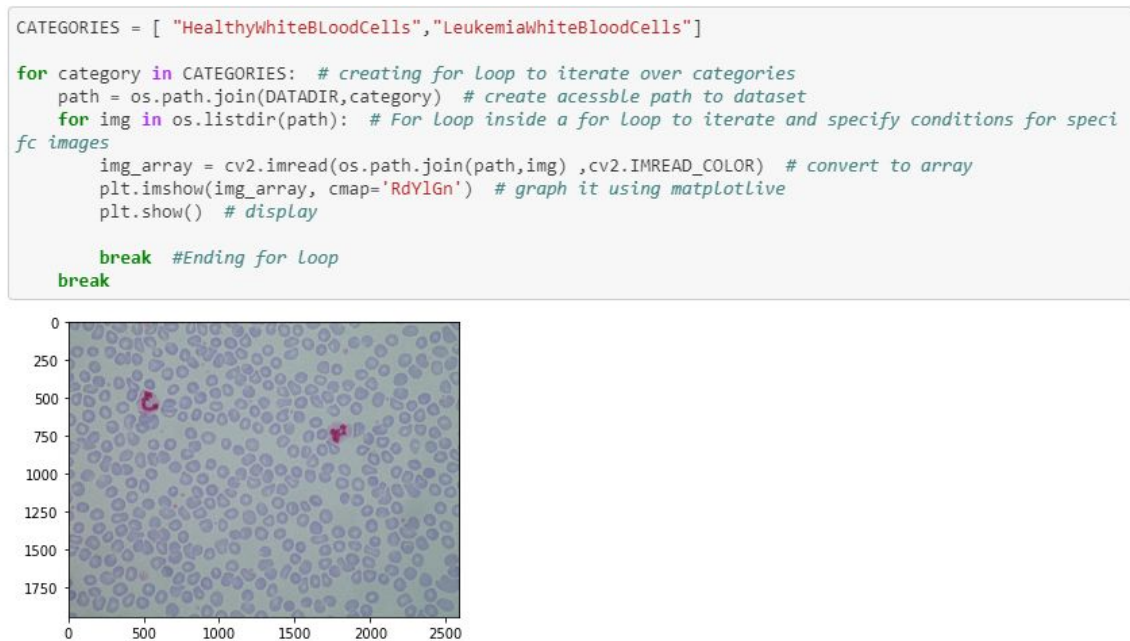 CATEGORIES = [ "HealthyWhiteBLoodCells","LeukemiaWhiteBloodCells"]
for category in CATEGORIES:  # creating for loop to iterate over categories
    path = os.path.join(DATADIR,category)  # create acessble path to dataset
    for img in os.listdir(path):  # For loop inside a for loop to iterate and specify conditions for speci
fc images
        img_array = cv2.imread(os.path.join(path,img) ,cv2.IMREAD_COLOR)  # convert to array
        plt.imshow(img_array, cmap='RdYlGn')  # graph it using matplotlive
        plt.show()  # display
        break  #Ending for loop
    break
0
250
500
750
1000
1250
1500
1750
0 500 1000 1500 2000 2500